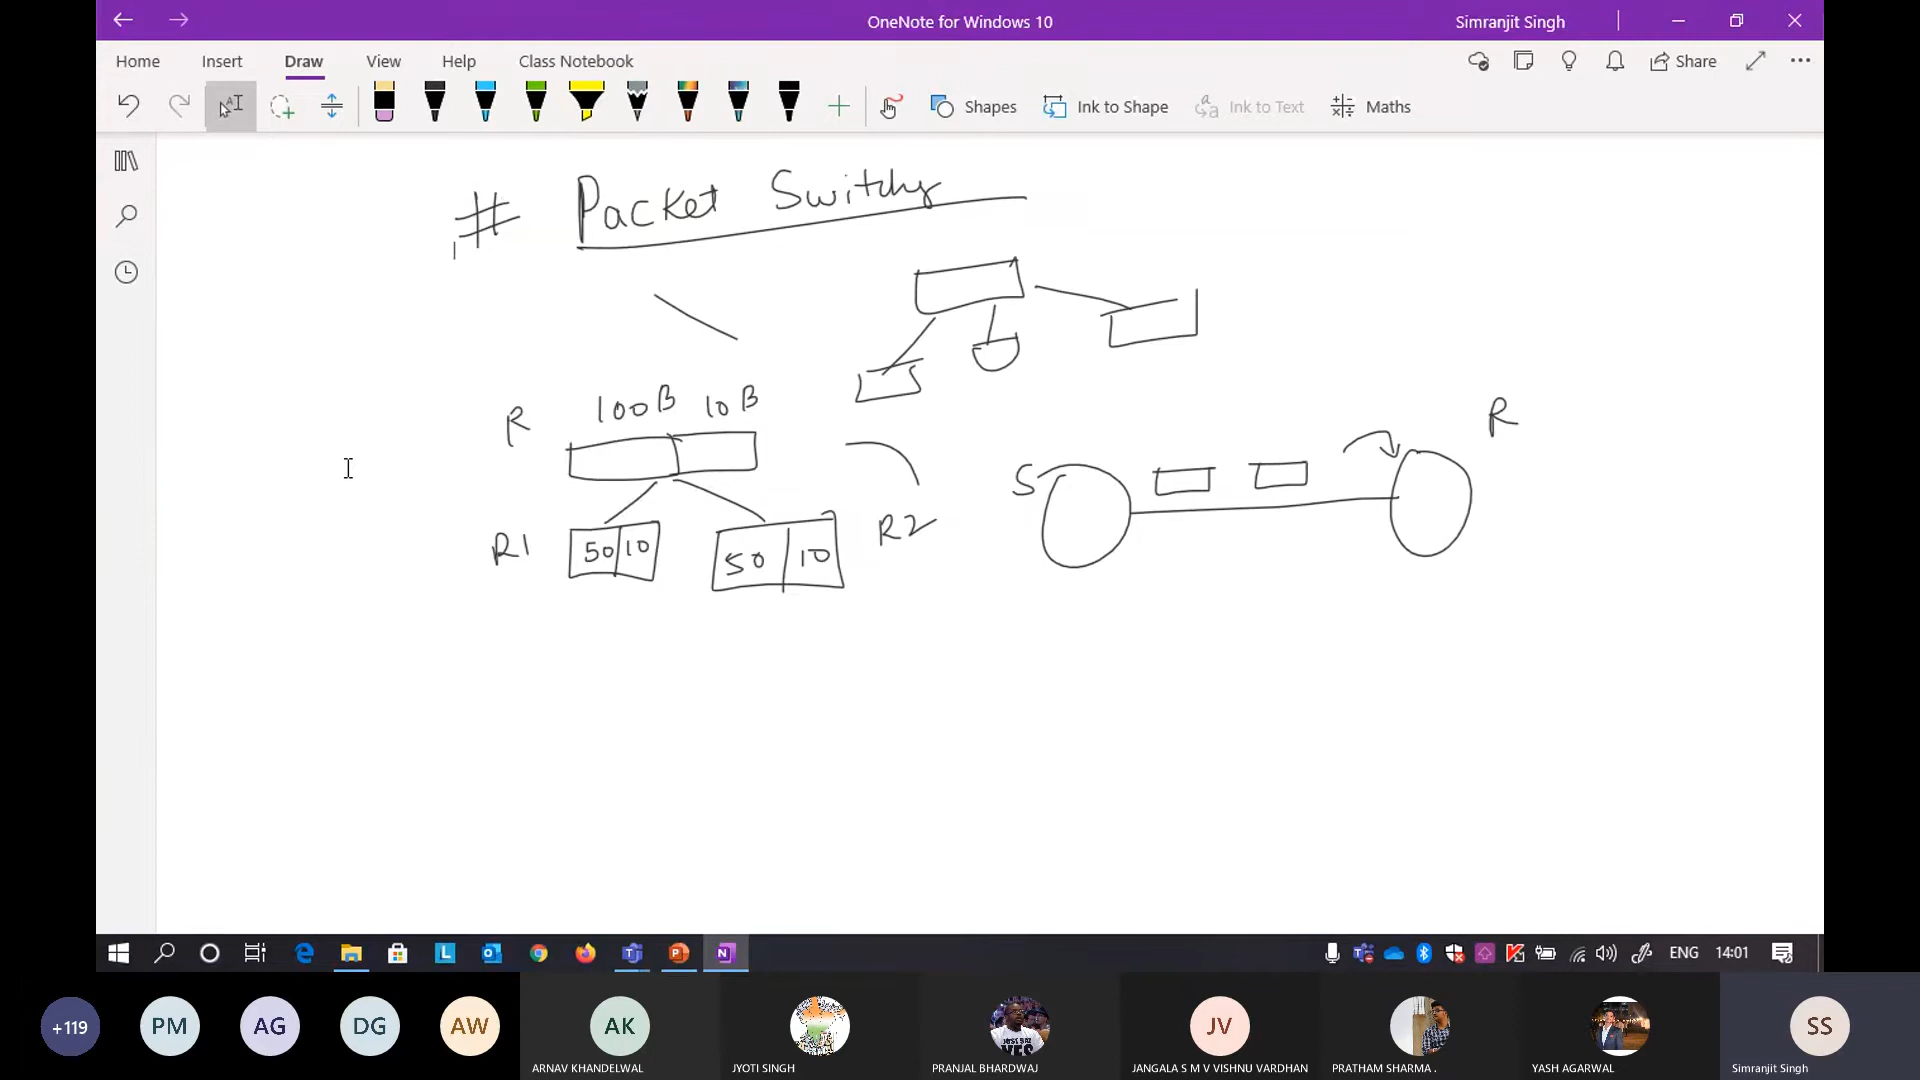 OneNote for Windows 10
Simranjit Singh
Home Insert Draw View Help Class Notebook
Share
Shapes Ink to Shape Ink to Text Maths
# Packet Switchg
R 100B 10B
R
S
R1 50 10 50 10 R2
ENG 14:01
+119 PM AG DG AW AK JV SS
ARNAV KHANDELWAL JYOTI SINGH PRANJAL BHARDWAJ JANGALA S M V VISHNU VARDHAN PRATHAM SHARMA . YASH AGARWAL Simranjit Singh